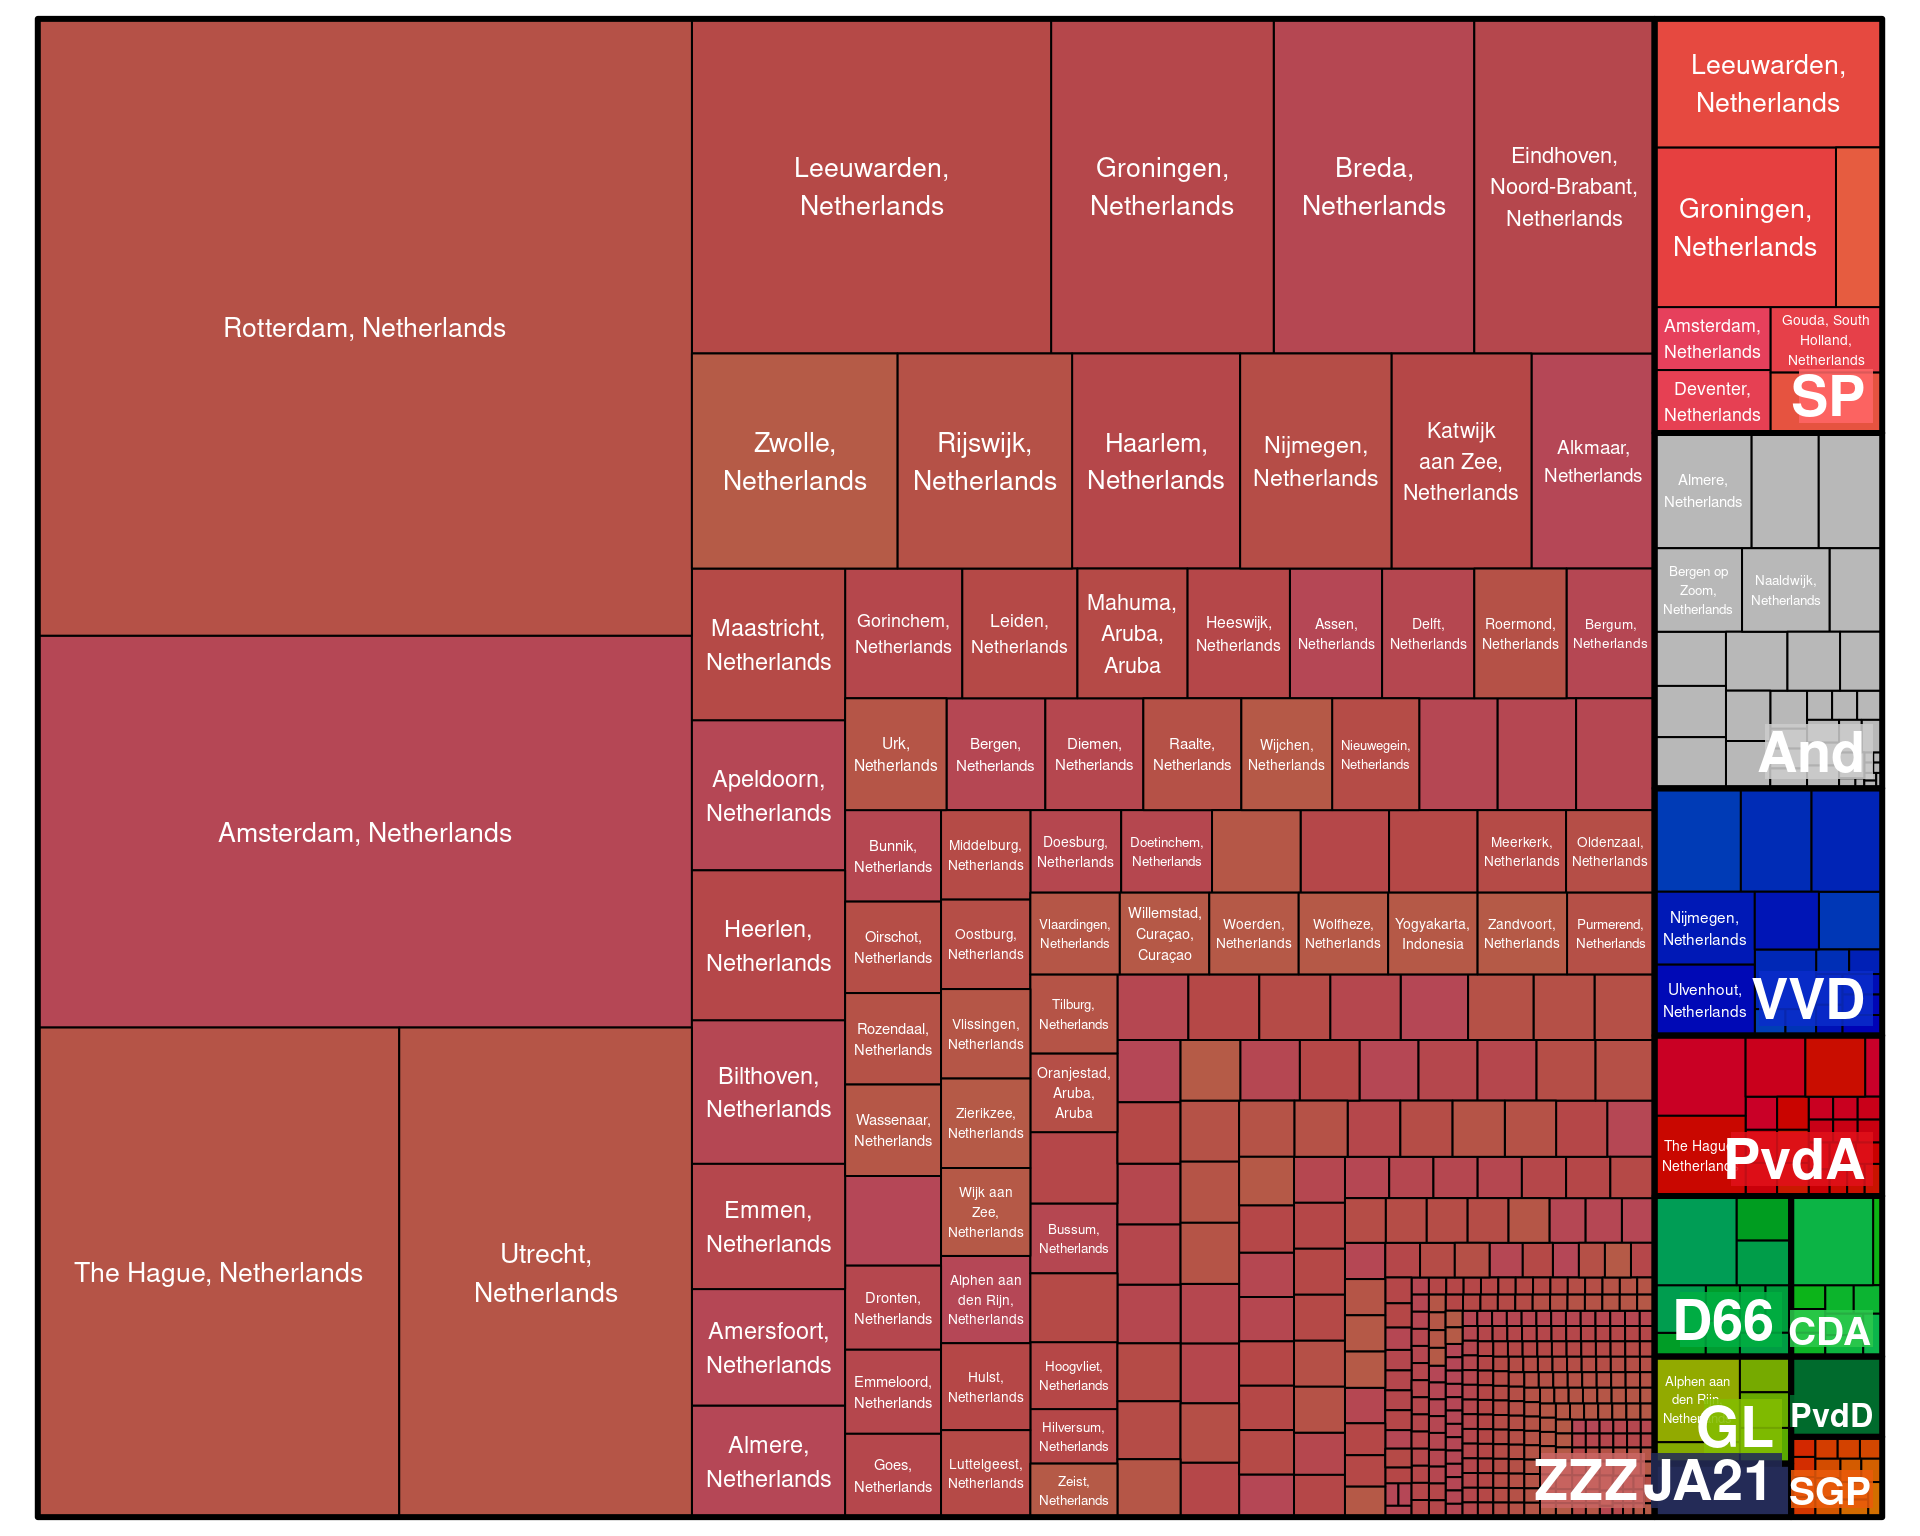 Rotterdam, Netherlands
Amsterdam, Netherlands
The Hague, Netherlands
Utrecht,
Netherlands
Leeuwarden,
Netherlands
Groningen,
Netherlands
Breda,
Netherlands
Eindhoven,
Noord-Brabant,
Netherlands
Zwolle,
Netherlands
Rijswijk,
Netherlands
Haarlem,
Netherlands
Nijmegen,
Netherlands
Katwijk
aan Zee,
Netherlands
Alkmaar,
Netherlands
Maastricht,
Netherlands
Apeldoorn,
Netherlands
Heerlen,
Netherlands
Bilthoven,
Netherlands
Emmen,
Netherlands
Amersfoort,
Netherlands
Almere,
Netherlands
Gorinchem,
Netherlands
Leiden,
Netherlands
Mahuma,
Aruba,
Aruba
Heeswijk,
Netherlands
Assen,
Netherlands
Delft,
Netherlands
Roermond,
Netherlands
Bergum,
Netherlands
Urk,
Netherlands
Bergen,
Netherlands
Diemen,
Netherlands
Raalte,
Netherlands
Wijchen,
Netherlands
Nieuwegein,
Netherlands
Bunnik,
Netherlands
Middelburg,
Netherlands
Doesburg,
Netherlands
Doetinchem,
Netherlands
Meerkerk,
Netherlands
Oldenzaal,
Netherlands
Oirschot,
Netherlands
Oostburg,
Netherlands
Vlaardingen,
Netherlands
Willemstad,
Curaçao,
Curaçao
Woerden,
Netherlands
Wolfheze,
Netherlands
Yogyakarta,
Indonesia
Zandvoort,
Netherlands
Purmerend,
Netherlands
Rozendaal,
Netherlands
Vlissingen,
Netherlands
Tilburg,
Netherlands
Oranjestad,
Aruba,
Aruba
Wassenaar,
Netherlands
Zierikzee,
Netherlands
Wijk aan
Zee,
Netherlands
Bussum,
Netherlands
Dronten,
Netherlands
Alphen aan
den Rijn,
Netherlands
Emmeloord,
Netherlands
Hulst,
Netherlands
Hoogvliet,
Netherlands
Hilversum,
Netherlands
Goes,
Netherlands
Luttelgeest,
Netherlands
Zeist,
Netherlands
ZZZ
Leeuwarden,
Netherlands
Groningen,
Netherlands
Amsterdam,
Netherlands
Gouda, South
Holland,
Netherlands
Deventer,
Netherlands
SP
Almere,
Netherlands
Bergen op
Zoom,
Netherlands
Naaldwijk,
Netherlands
And
Nijmegen,
Netherlands
Ulvenhout,
Netherlands
VVD
The Hague,
Netherlands
PvdA
D66
CDA
Alphen aan
den Rijn,
Netherlands
GL
PvdD
JA21
SGP